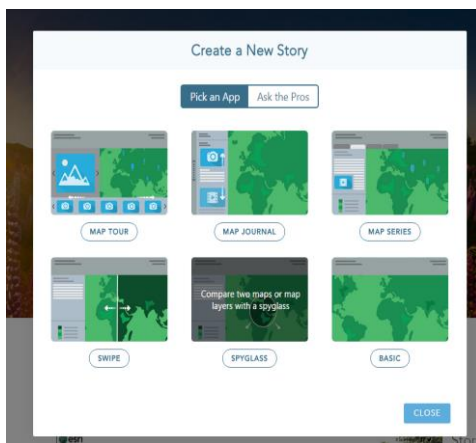 Create a New Story
Pick an App
Ask the Pros
MAP TOUR
MAP JOURNAL
MAP SERIES
Compare two maps or map
layers with a spyglass
SWIPE
SPYGLASS
BASIC
CLOSE
esri